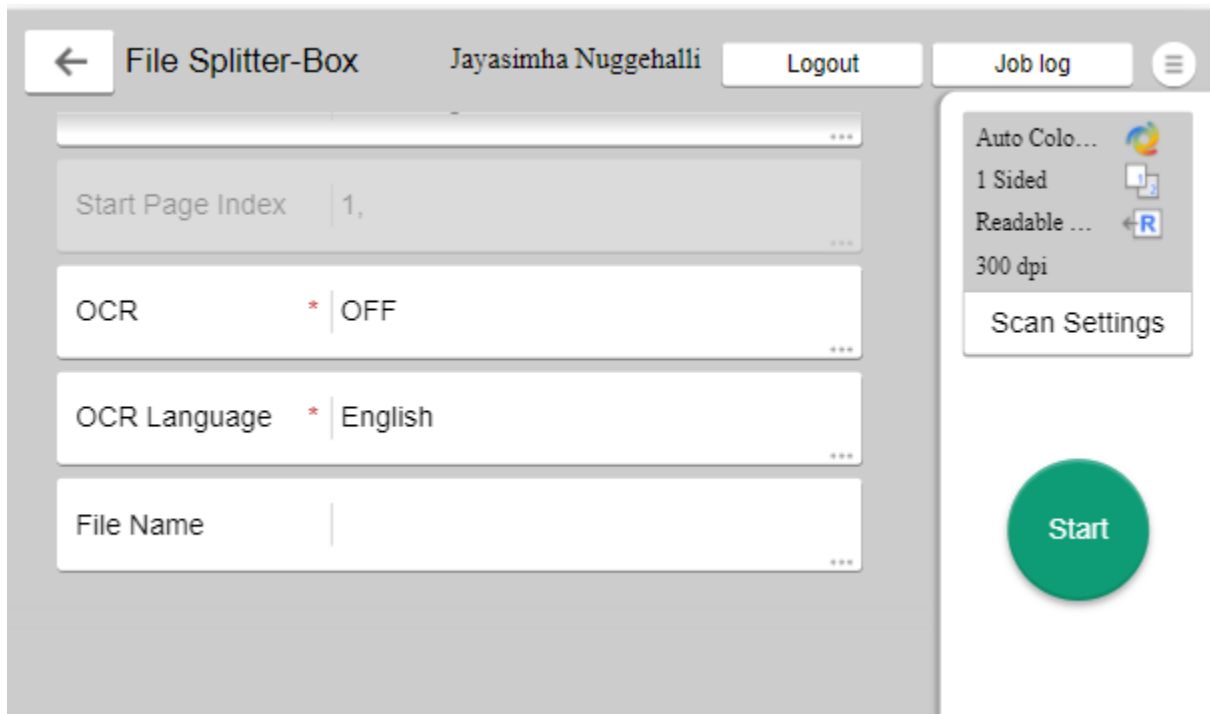 File Splitter-Box
Jayasimha Nuggehalli
Logout
Job log
Start Page Index 1,
OCR * OFF
OCR Language * English
File Name
Auto Colo...
1 Sided
Readable ...
300 dpi
Scan Settings
Start